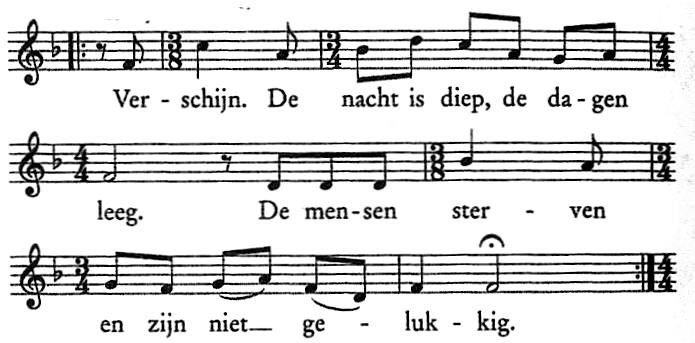 Ver - schijn. De nacht is diep, de da - gen
leeg. De men - sen ster - ven
en zijn niet ge - luk - kig.